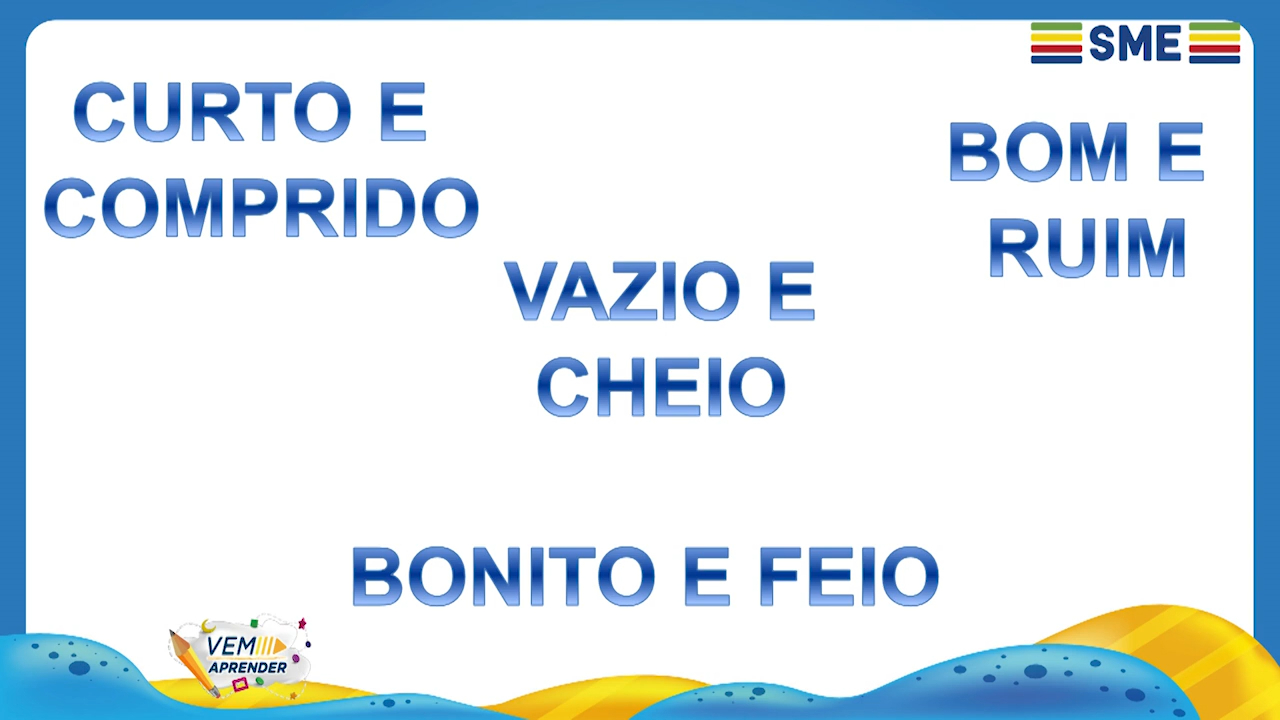 SME
CURTO E
COMPRIDO
BOM E
RUIM
VAZIO E
CHEIO
BONITO E FEIO
VEM
APRENDER